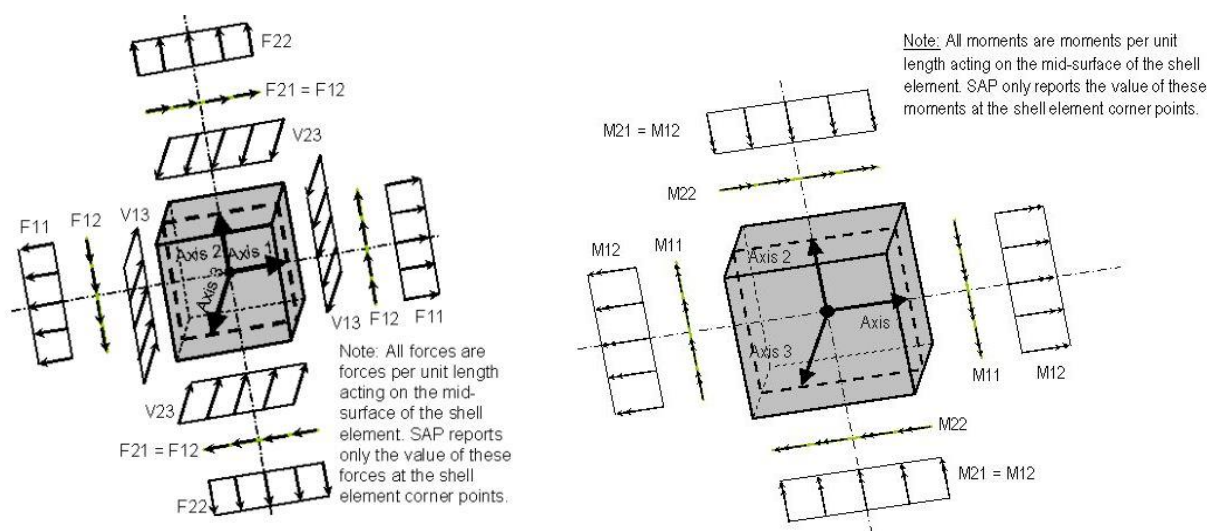 F22
F21 = F12
V23
F11
F12
V13
Axis 2
Axis 1
Axis 3
V13
F12
F11
V23
F21 = F12
F22
Note: All forces are
forces per unit length
acting on the mid-
surface of the shell
element. SAP reports
only the value of these
forces at the shell
element corner points.
Note: All moments are moments per unit
length acting on the mid-surface of the shell
element. SAP only reports the value of these
moments at the shell element corner points.
M21 = M12
M22
M12
M11
Axis 2
Axis
Axis 3
M11
M12
M22
M21 = M12